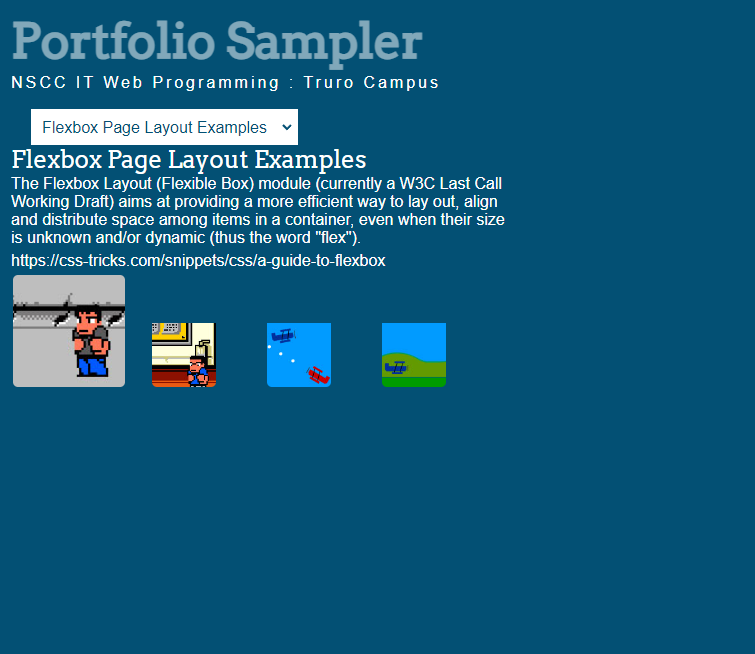 Portfolio Sampler
NSCC IT Web Programming : Truro Campus
Flexbox Page Layout Examples
Flexbox Page Layout Examples
The Flexbox Layout (Flexible Box) module (currently a W3C Last Call
Working Draft) aims at providing a more efficient way to lay out, align
and distribute space among items in a container, even when their size
is unknown and/or dynamic (thus the word "flex").
https://css-tricks.com/snippets/css/a-guide-to-flexbox